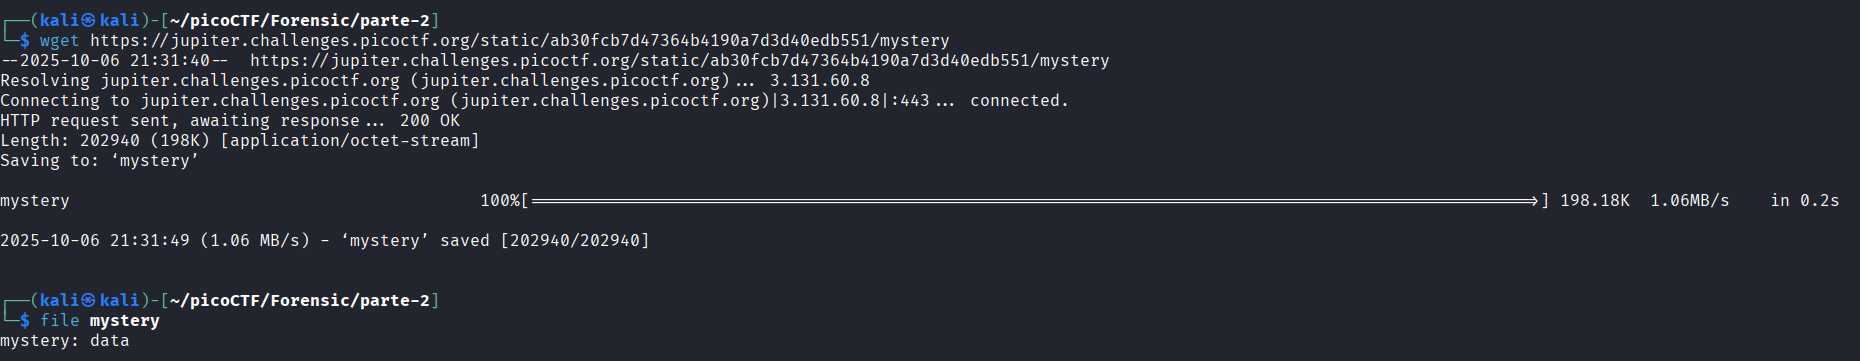 ┌──(kali㉿kali)-[~/picoCTF/Forensic/parte-2]
└─$ wget https://jupiter.challenges.picoctf.org/static/ab30fcb7d47364b4190a7d3d40edb551/mystery
--2025-10-06 21:31:40--  https://jupiter.challenges.picoctf.org/static/ab30fcb7d47364b4190a7d3d40edb551/mystery
Resolving jupiter.challenges.picoctf.org (jupiter.challenges.picoctf.org)... 3.131.60.8
Connecting to jupiter.challenges.picoctf.org (jupiter.challenges.picoctf.org)|3.131.60.8|:443... connected.
HTTP request sent, awaiting response... 200 OK
Length: 202940 (198K) [application/octet-stream]
Saving to: ‘mystery’
mystery 100%[===================>] 198.18K 1.06MB/s in 0.2s
2025-10-06 21:31:49 (1.06 MB/s) - ‘mystery’ saved [202940/202940]
┌──(kali㉿kali)-[~/picoCTF/Forensic/parte-2]
└─$ file mystery
mystery: data